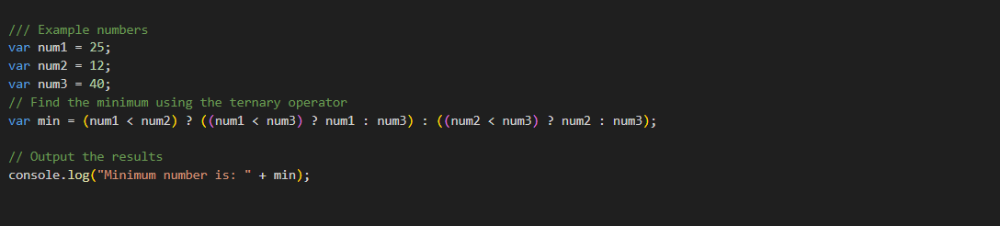 /// Example numbers
var num1 = 25;
var num2 = 12;
var num3 = 40;
// Find the minimum using the ternary operator
var min = (num1 < num2) ? ((num1 < num3) ? num1 : num3) : ((num2 < num3) ? num2 : num3);
// Output the results
console.log("Minimum number is: " + min);